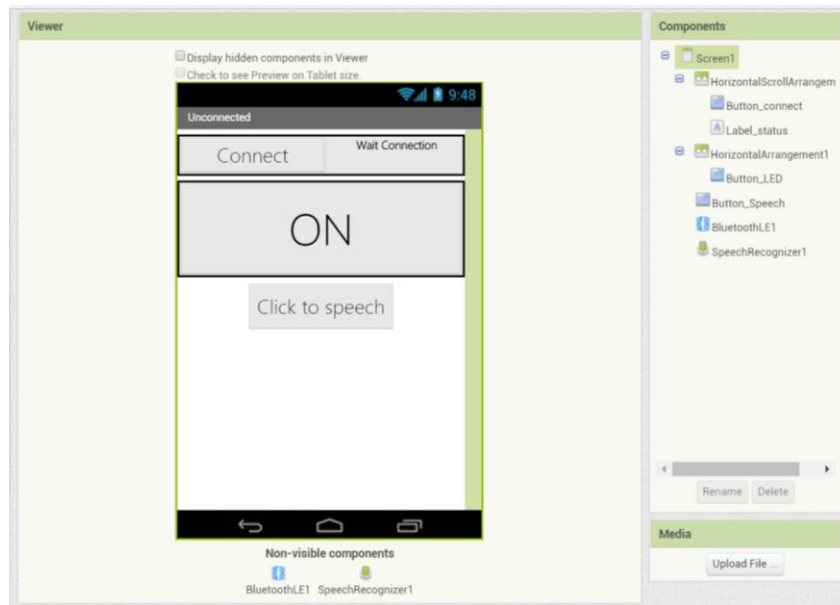 Viewer
Display hidden components in Viewer
Check to see Preview on Tablet size.
9:48
Unconnected
Connect
Wait Connection
ON
Click to speech
Non-visible components
BluetoothLE1 SpeechRecognizer1
Components
Screen1
HorizontalScrollArrangem
Button_connect
A Label_status
HorizontalArrangement1
Button_LED
Button_Speech
BluetoothLE1
SpeechRecognizer1
Rename Delete
Media
Upload File ...